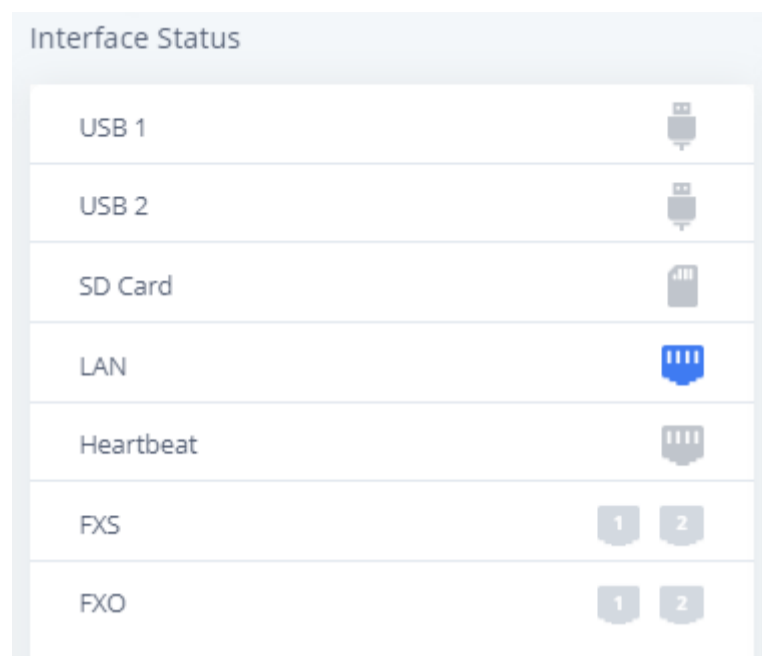 Interface Status
USB 1
USB 2
SD Card
LAN
Heartbeat
FXS 1 2
FXO 1 2